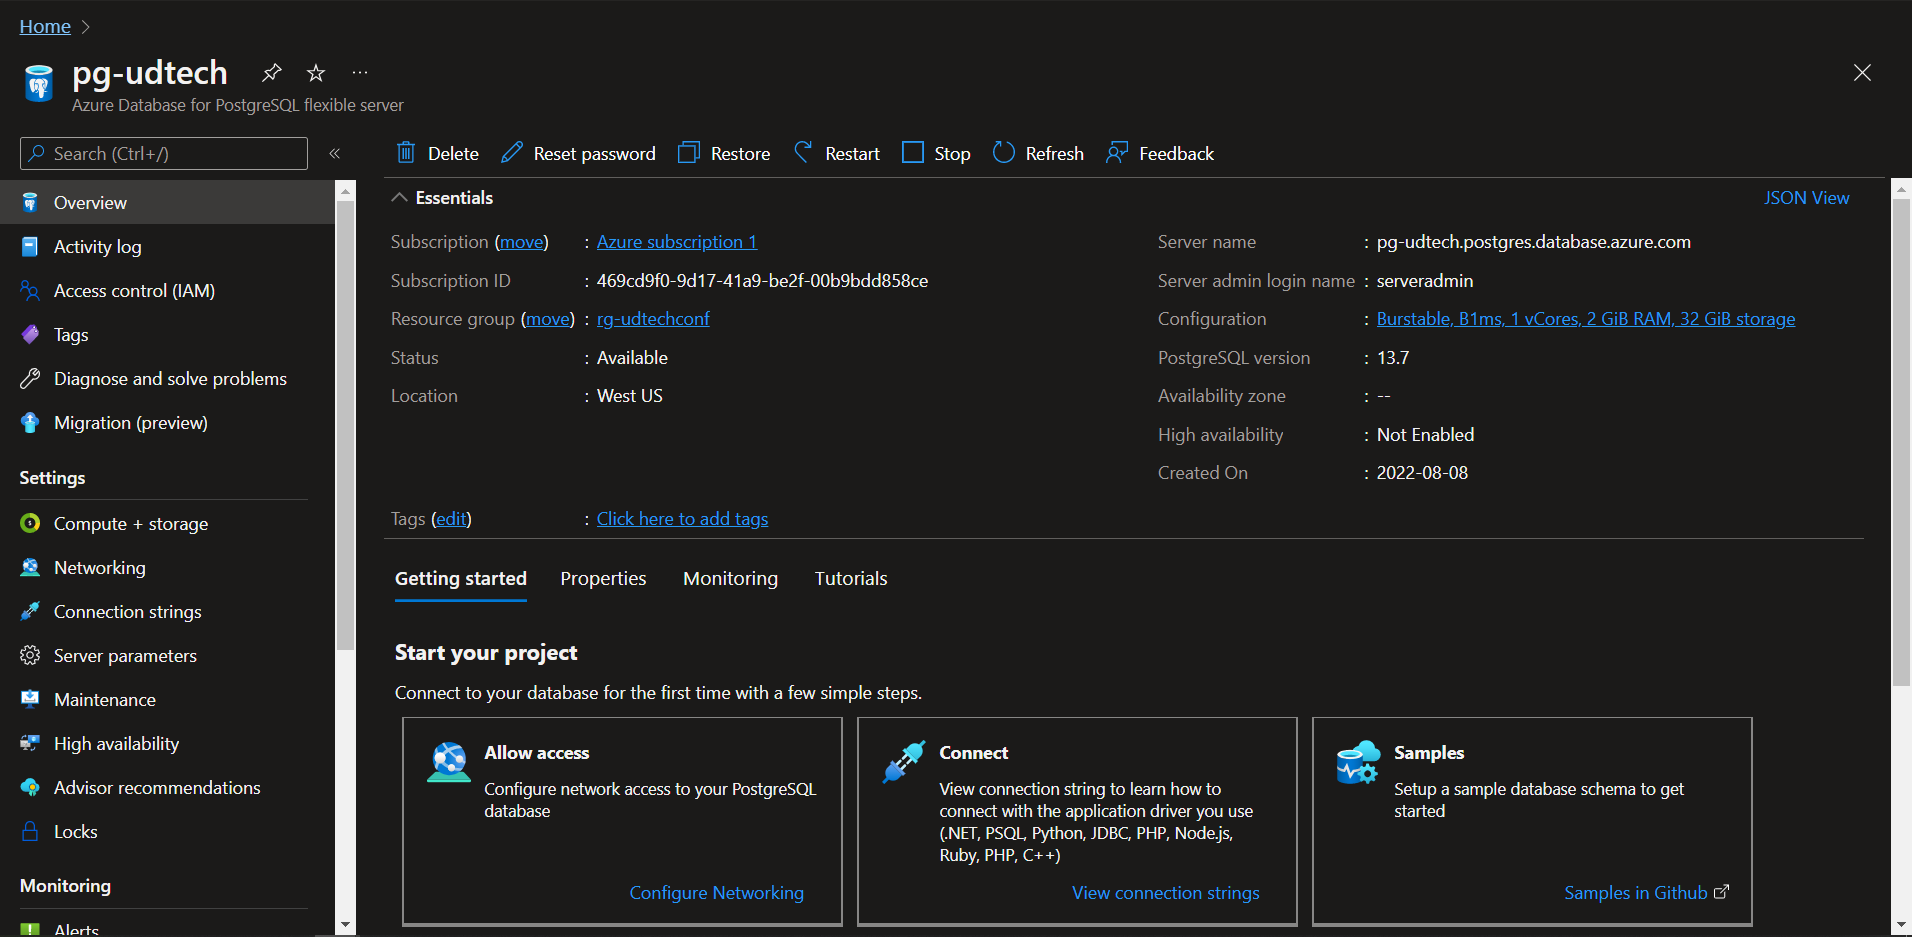 Home
pg-udtech
Azure Database for PostgreSQL flexible server
Search (Ctrl+/)
Overview
Activity log
Access control (IAM)
Tags
Diagnose and solve problems
Migration (preview)
Settings
Compute + storage
Networking
Connection strings
Server parameters
Maintenance
High availability
Advisor recommendations
Locks
Monitoring
Alerts
Delete Reset password Restore Restart Stop Refresh Feedback
Essentials
JSON View
Subscription (move) : Azure subscription 1
Subscription ID : 469cd9f0-9d17-41a9-be2f-00b9bdd858ce
Resource group (move) : rg-udtechconf
Status : Available
Location : West US
Server name : pg-udtech.postgres.database.azure.com
Server admin login name : serveradmin
Configuration : Burstable, B1ms, 1 vCores, 2 GiB RAM, 32 GiB storage
PostgreSQL version : 13.7
Availability zone : --
High availability : Not Enabled
Created On : 2022-08-08
Tags (edit) : Click here to add tags
Getting started Properties Monitoring Tutorials
Start your project
Connect to your database for the first time with a few simple steps.
Allow access
Configure network access to your PostgreSQL
database
Configure Networking
Connect
View connection string to learn how to
connect with the application driver you use
(.NET, PSQL, Python, JDBC, PHP, Node.js,
Ruby, PHP, C++)
View connection strings
Samples
Setup a sample database schema to get
started
Samples in Github